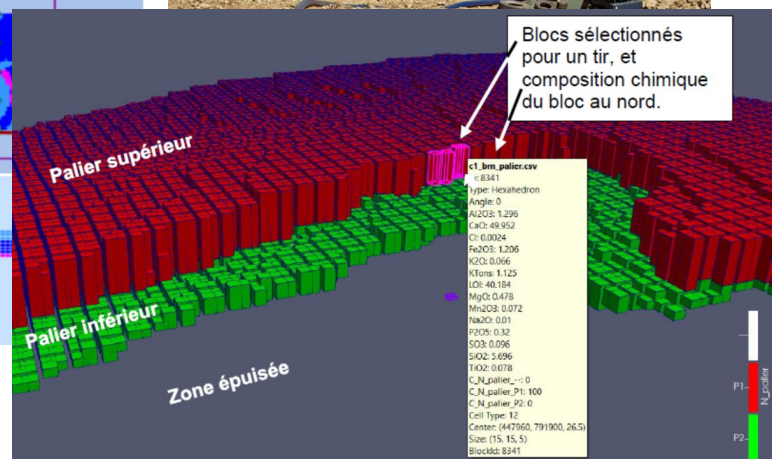 Blocs sélectionnés
pour un tir, et
composition chimique
du bloc au nord.
Palier supérieur
Palier inférieur
Zone épuisée
c1_bm_palier.csv
: 8341
Type: Hexahedron
Angle: 0
Al2O3: 1.296
CaO: 49.952
Cl: 0.0024
Fe2O3: 1.206
K2O: 0.066
KTons: 1.125
LOI: 40.184
MgO: 0.478
Mn2O3: 0.072
Na2O: 0.01
P2O5: 0.32
SO3: 0.096
SiO2: 5.696
TiO2: 0.078
C_N_palier_--: 0
C_N_palier_P1: 100
C_N_palier_P2: 0
Cell Type: 12
Center: (447960, 791900, 26.5)
Size: (15, 15, 5)
BlockId: 8341
P1
P2
N_palier